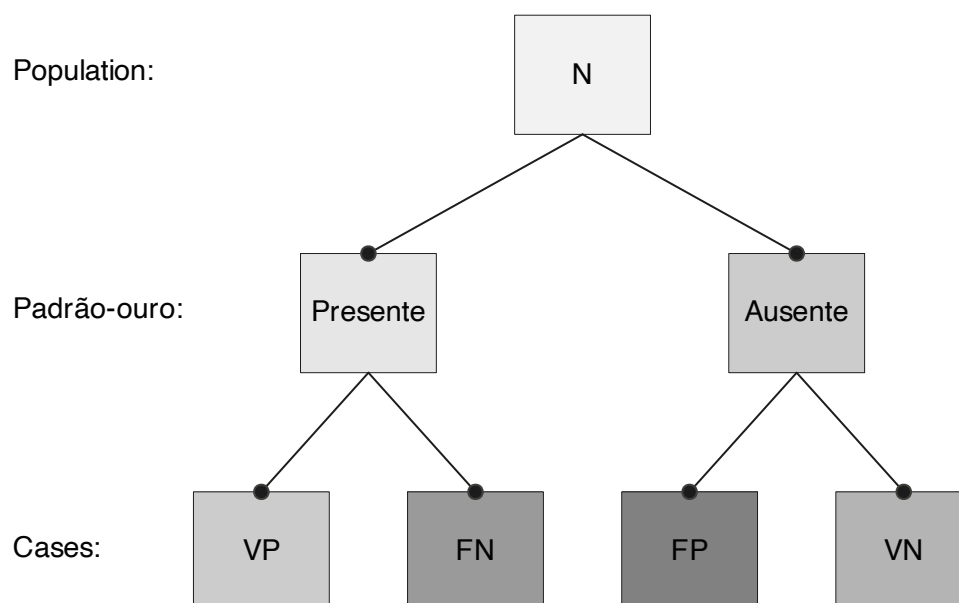 Population:
N
Padrão-ouro:
Presente
Ausente
Cases:
VP
FN
FP
VN